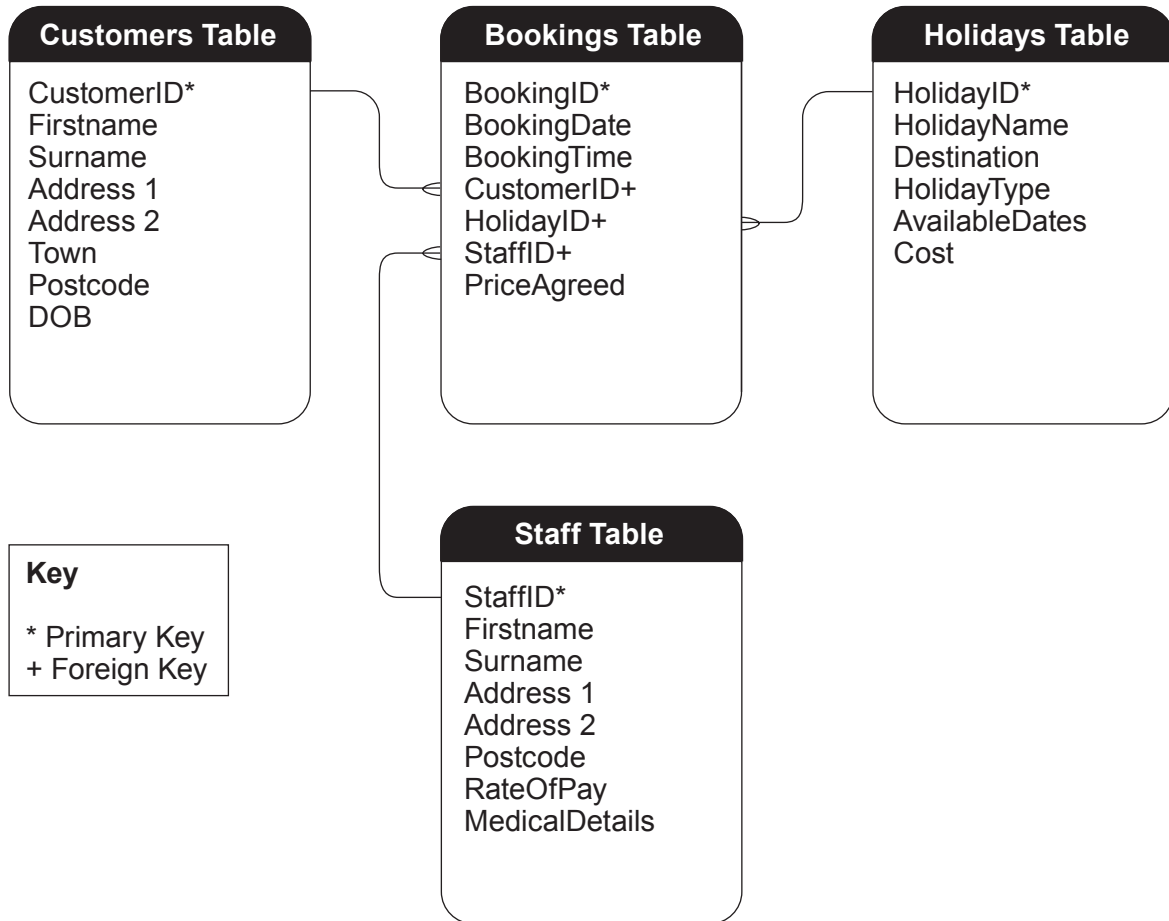 Customers Table
CustomerID*
Firstname
Surname
Address 1
Address 2
Town
Postcode
DOB
Bookings Table
BookingID*
BookingDate
BookingTime
CustomerID+
HolidayID+
StaffID+
PriceAgreed
Holidays Table
HolidayID*
HolidayName
Destination
HolidayType
AvailableDates
Cost
Key
* Primary Key
+ Foreign Key
Staff Table
StaffID*
Firstname
Surname
Address 1
Address 2
Postcode
RateOfPay
MedicalDetails